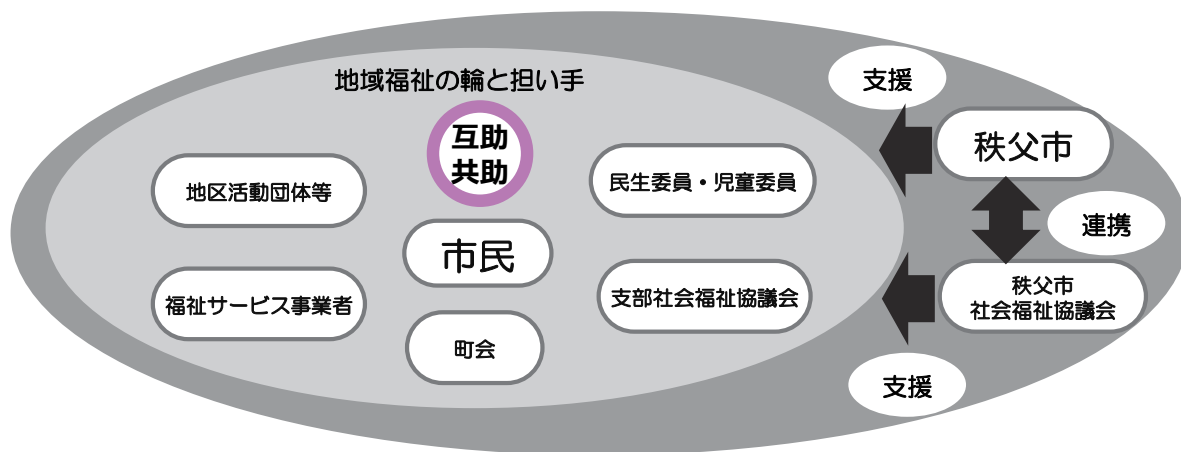 地域福祉の輪と担い手
互助
共助
地区活動団体等
市民
民生委員・児童委員
福祉サービス事業者
町会
支部社会福祉協議会
支援
秩父市
連携
秩父市
社会福祉協議会
支援